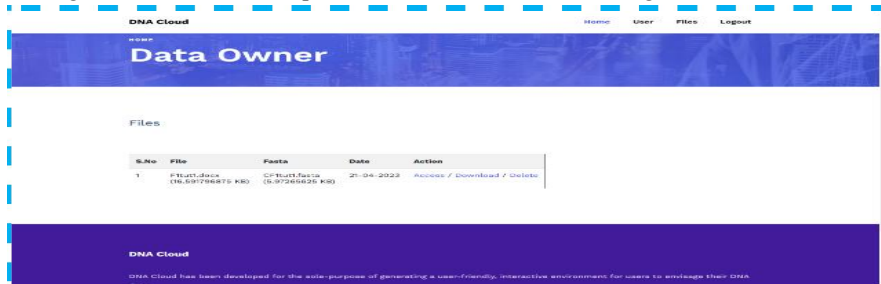 DNA Cloud
Home User Files Logout
HOME
Data Owner
Files
S.No File Fasta Date Action
1 F1tut1.docx CF1tut1.fasta 21-04-2023 Access / Download / Delete
(16.591796875 KB) (5.97265625 KB)
DNA Cloud
DNA Cloud has been developed for the sole-purpose of generating a user-friendly, interactive environment for users to envisage their DNA